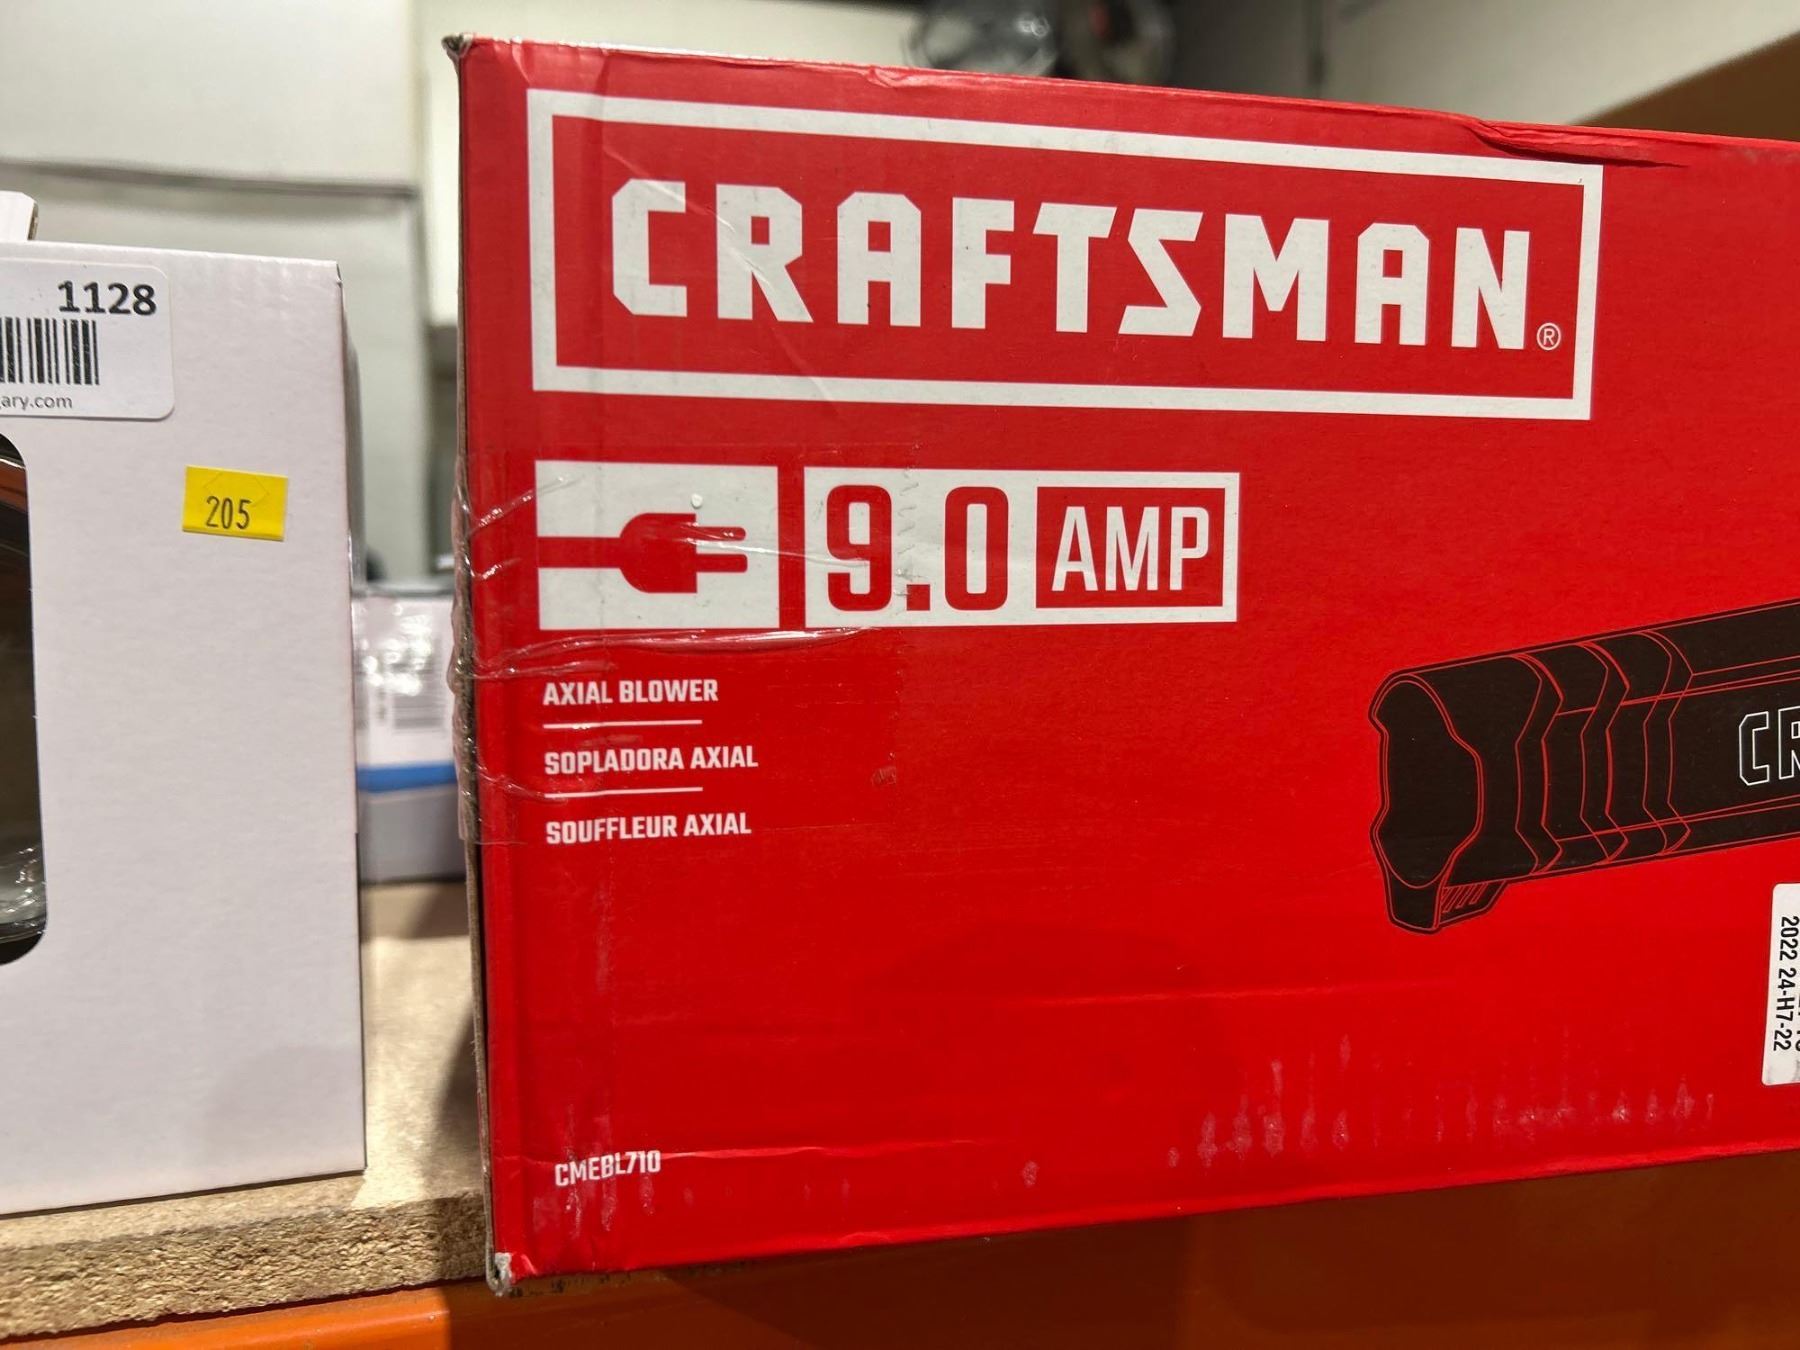 1128
ary.com
205
CRAFTSMAN®
9.0 AMP
AXIAL BLOWER
SOPLADORA AXIAL
SOUFFLEUR AXIAL
CR
2022 24-H7-22
CMEBL710